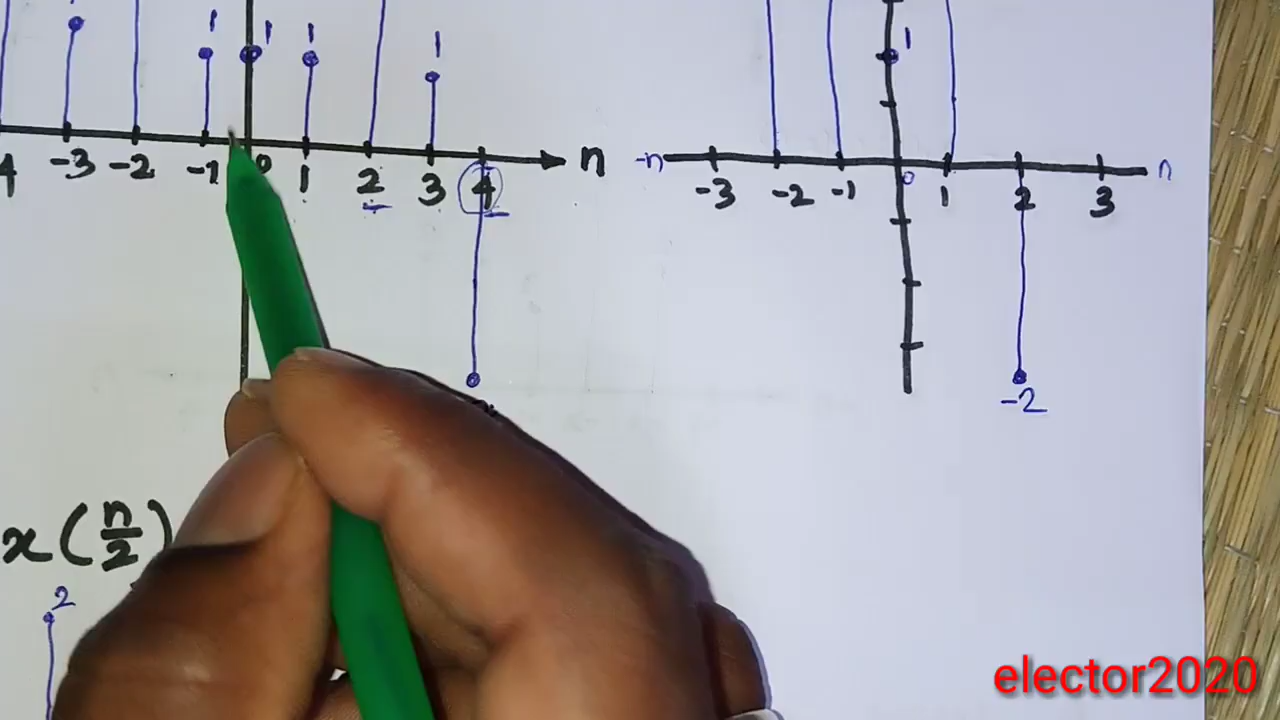 1 1 1 1
4 -3 -2 -1 0 1 2 3 4 n
1
-n -3 -2 -1 0 1 2 3 n
-2
x(n/2)
2
elector2020